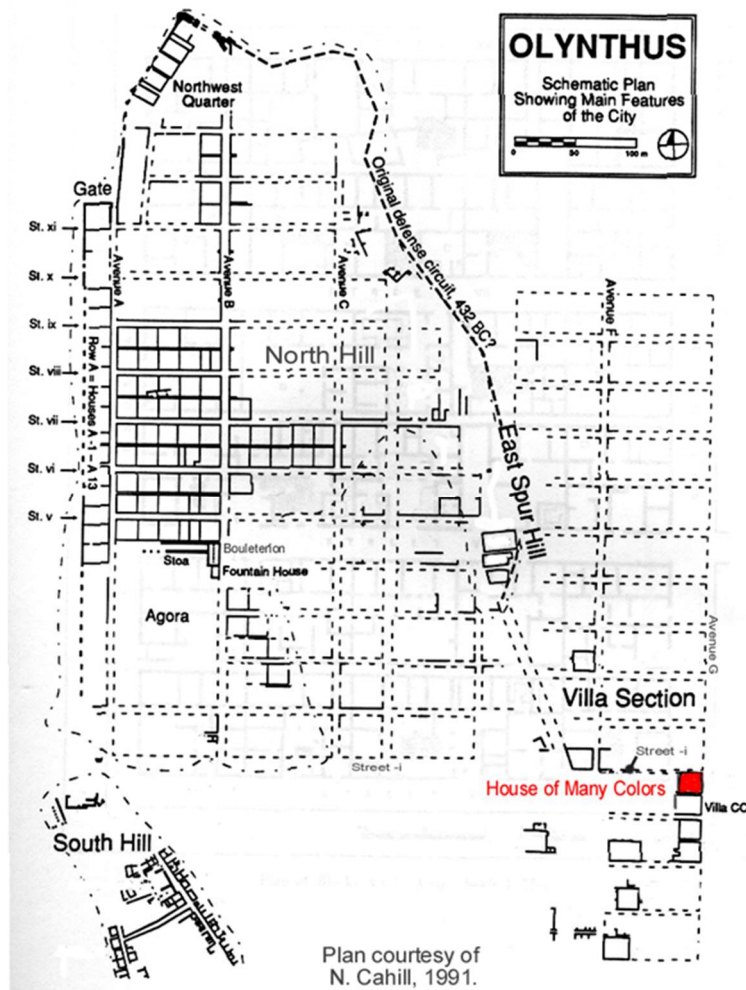 OLYNTHUS
Schematic Plan
Showing Main Features
of the City
0 50 100 m
Northwest
Quarter
Gate
St. xi
St. x
St. ix
St. viii
St. vii
St. vi
St. v
Avenue A
Avenue B
Avenue C
Avenue F
Avenue G
Row A = Houses A -1 - A 13
Original defense circuit, 432 BC?
North Hill
East Spur Hill
Bouleterion
Stoa
Fountain House
Agora
Villa Section
Street -i
Street -i
House of Many Colors
Villa CC
South Hill
Plan courtesy of
N. Cahill, 1991.